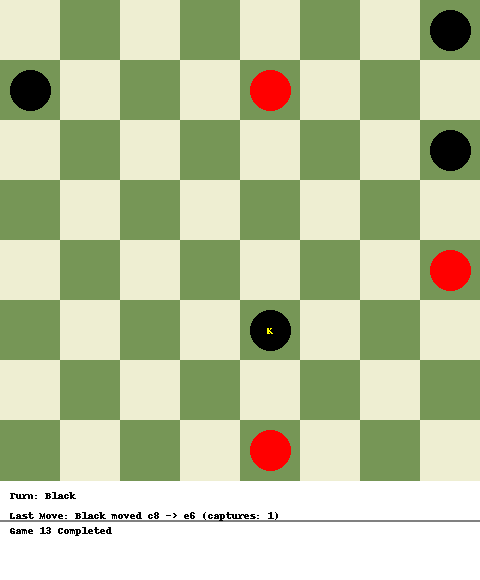 K
Turn: Black
Last Move: Black moved c8 -> e6 (captures: 1)
Game 13 Completed